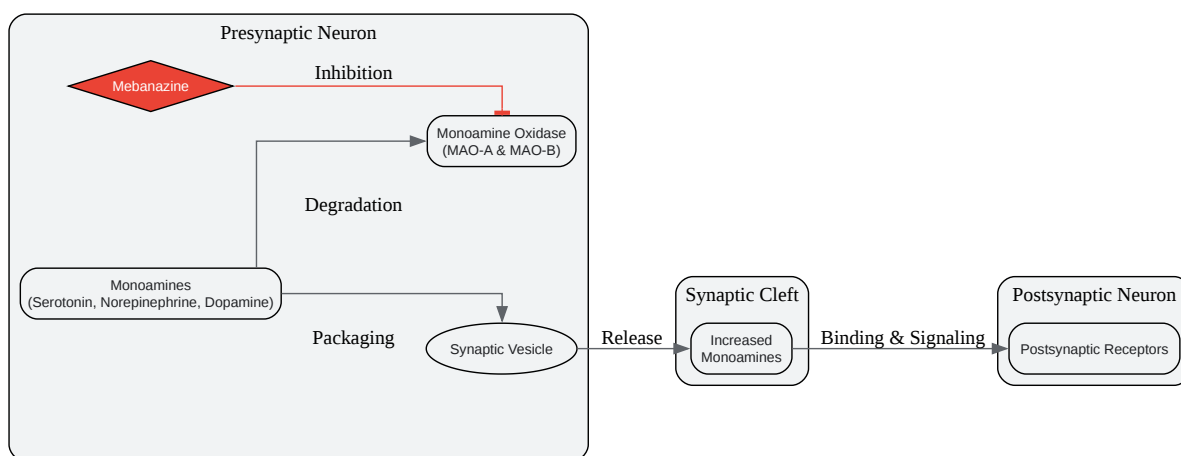 Presynaptic Neuron
Mebanazine
Inhibition
Monoamine Oxidase
(MAO-A & MAO-B)
Degradation
Monoamines
(Serotonin, Norepinephrine, Dopamine)
Packaging
Synaptic Vesicle
Release
Synaptic Cleft
Increased
Monoamines
Binding & Signaling
Postsynaptic Neuron
Postsynaptic Receptors